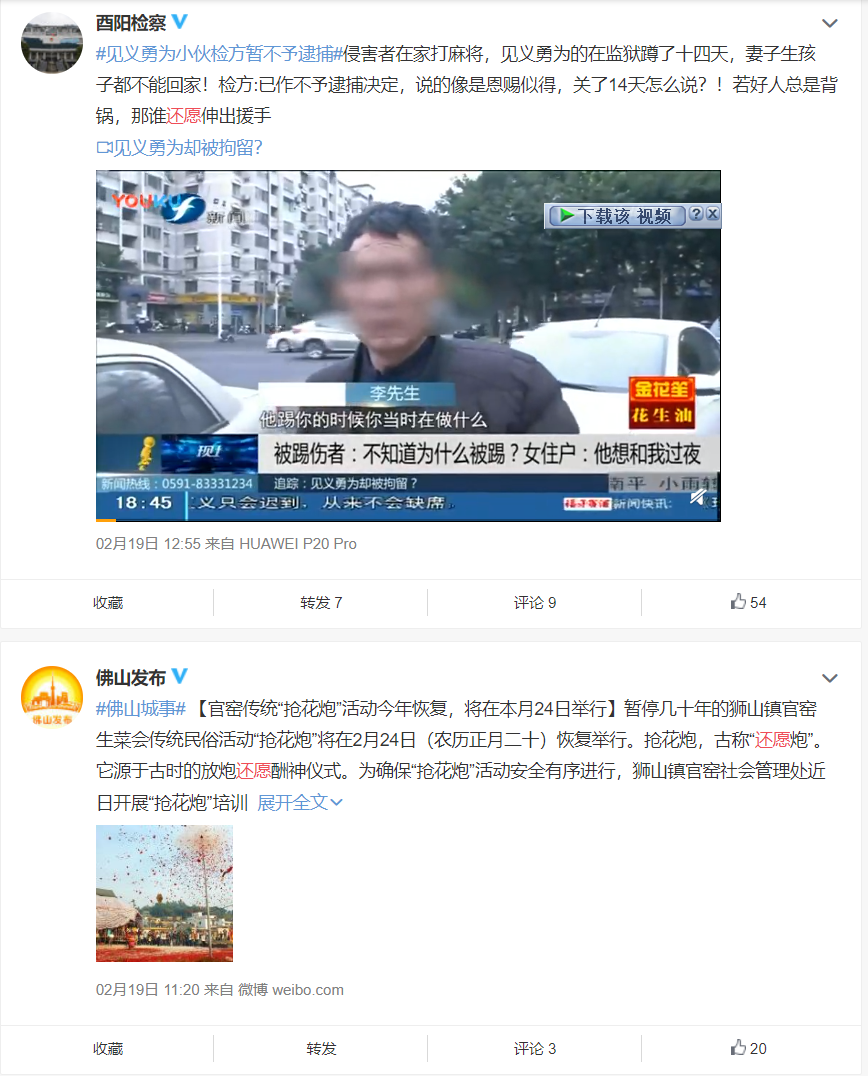 酉阳检察
#见义勇为小伙检方暂不予逮捕#侵害者在家打麻将，见义勇为的在监狱蹲了十四天，妻子生孩
子都不能回家！检方:已作不予逮捕决定，说的像是恩赐似得，关了14天怎么说？！若好人总是背
锅，那谁还愿伸出援手
见义勇为却被拘留?
YOUKU 新闻
下载该 视频 ? X
李先生
他踢你的时候你当时在做什么
金花笙
花生油
现场
被踢伤者：不知道为什么被踢？女住户：他想和我过夜
新闻热线：0591-83331234 追踪：见义勇为却被拘留？ 南平 小雨转
18:45 义只会迟到，从来不会缺席。 新闻快讯：
02月19日 12:55 来自 HUAWEI P20 Pro
收藏 转发 7 评论 9 54
佛山发布
佛山发布
#佛山城事# 【官窑传统“抢花炮”活动今年恢复，将在本月24日举行】暂停几十年的狮山镇官窑
生菜会传统民俗活动“抢花炮”将在2月24日（农历正月二十）恢复举行。抢花炮，古称“还愿炮”。
它源于古时的放炮还愿酬神仪式。为确保“抢花炮”活动安全有序进行，狮山镇官窑社会管理处近
日开展“抢花炮”培训 展开全文
02月19日 11:20 来自 微博 weibo.com
收藏 转发 评论 3 20